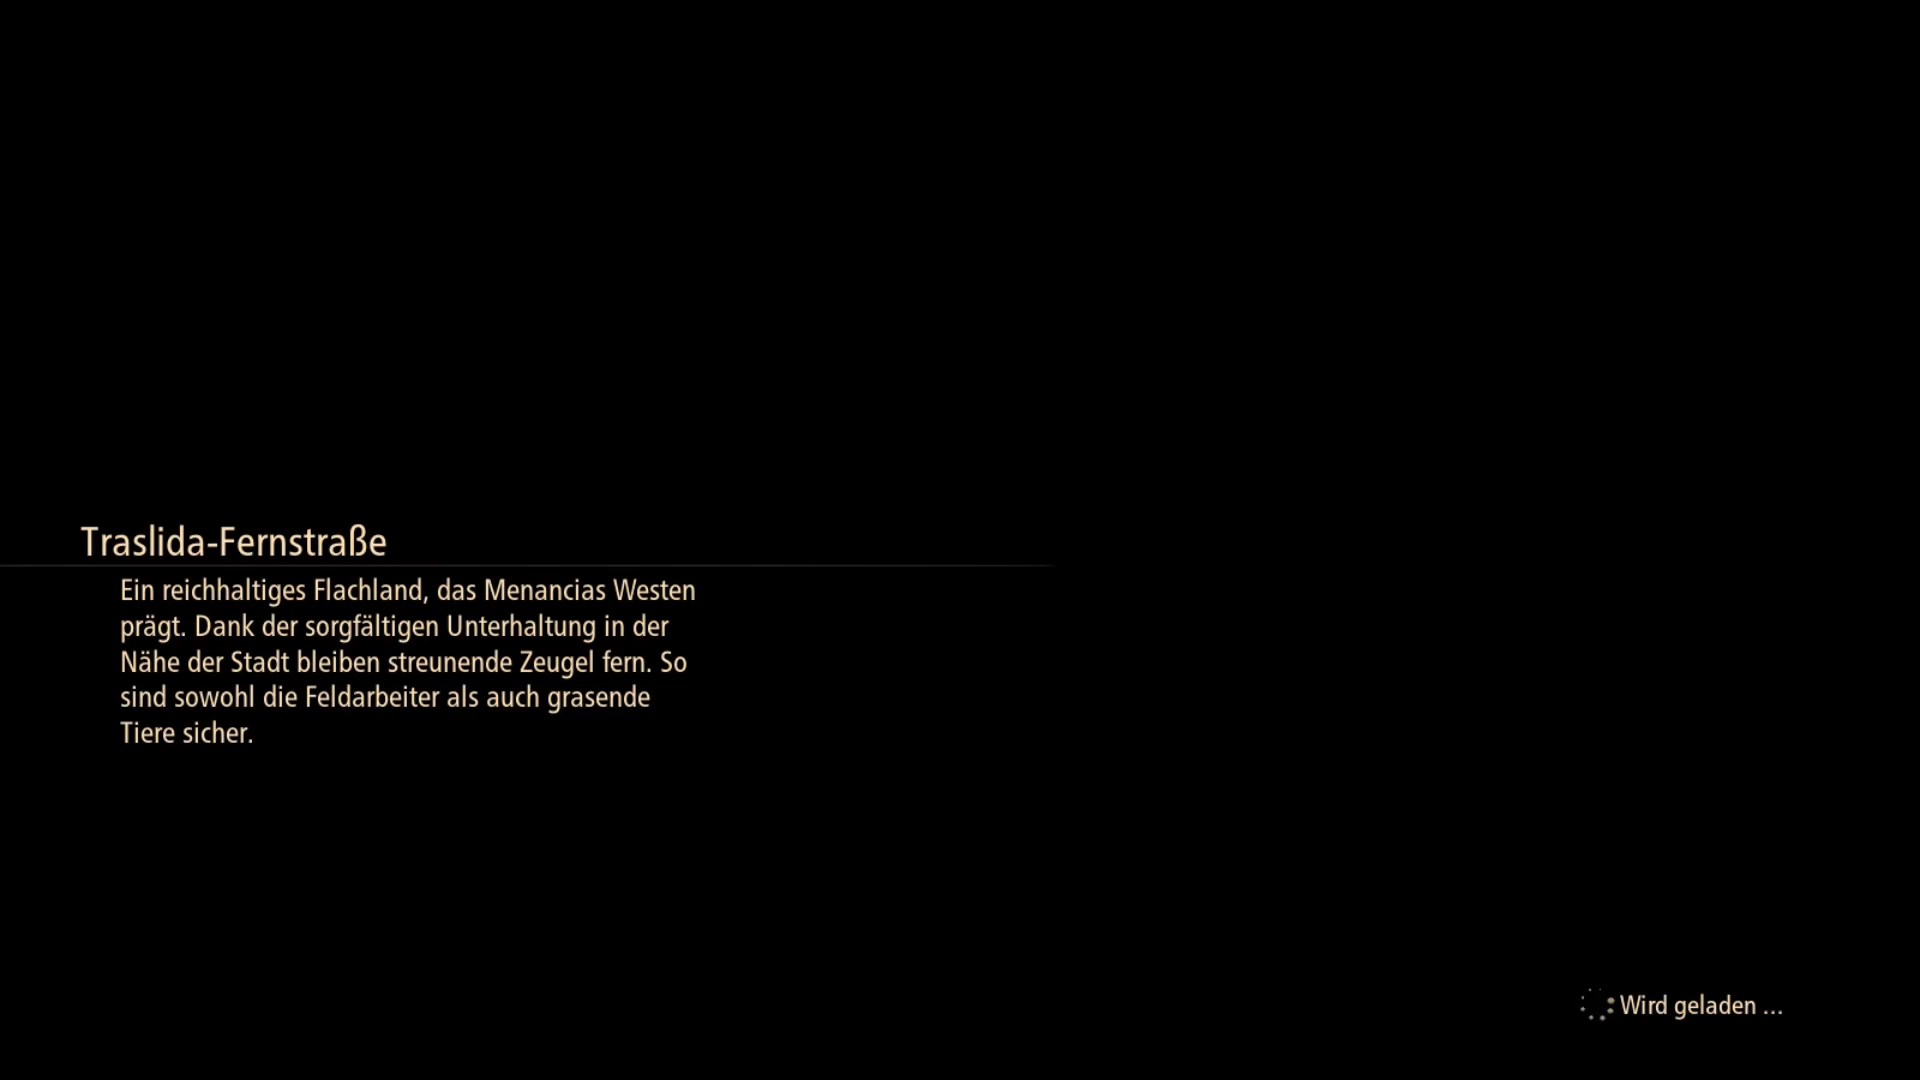 Traslida-Fernstraße
Ein reichhaltiges Flachland, das Menancias Westen
prägt. Dank der sorgfältigen Unterhaltung in der
Nähe der Stadt bleiben streunende Zeugel fern. So
sind sowohl die Feldarbeiter als auch grasende
Tiere sicher.
Wird geladen ...